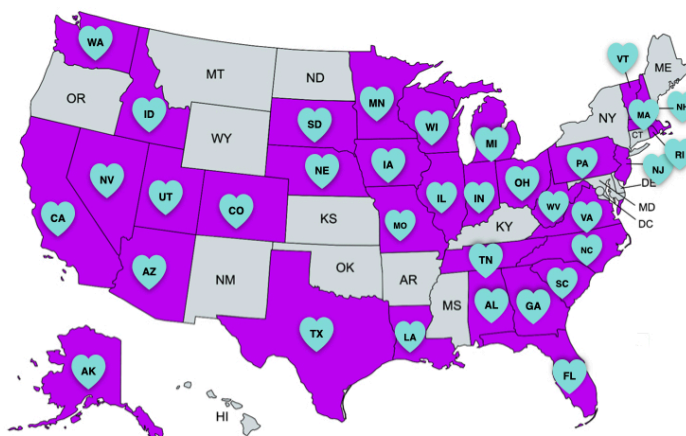 WA
MT
ND
MN
VT
ME
OR
ID
SD
WI
MI
NY
MA
NH
CT
RI
WY
NE
IA
PA
NJ
NV
UT
CO
IL
IN
OH
WV
DE
MD
DC
CA
KS
MO
KY
VA
AZ
NM
OK
AR
TN
NC
SC
MS
AL
GA
TX
LA
AK
HI
FL